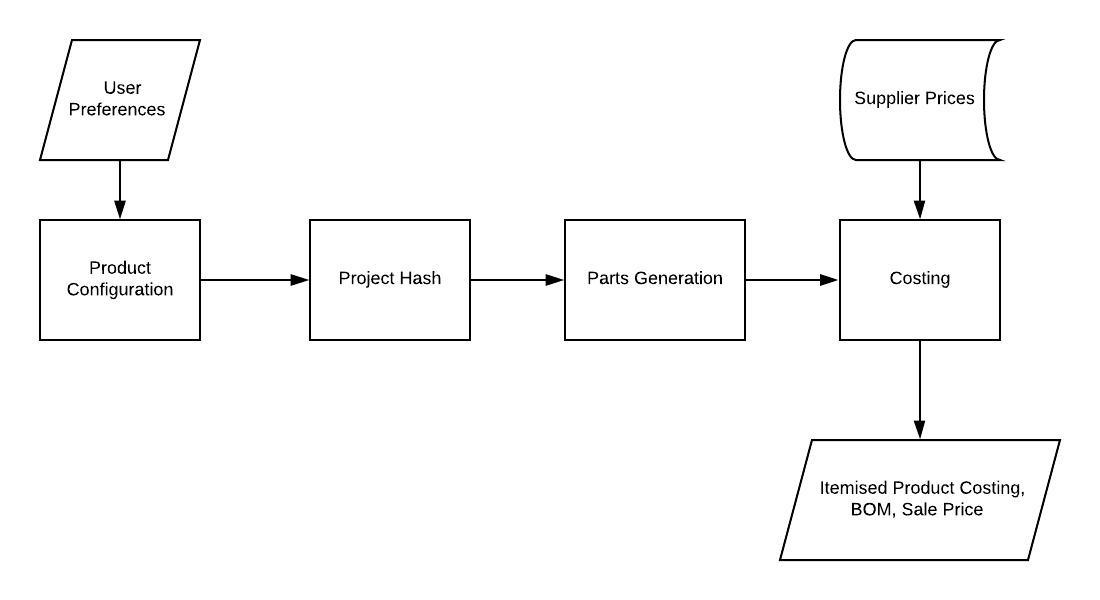 User
Preferences
Supplier Prices
Product
Configuration
Project Hash
Parts Generation
Costing
Itemised Product Costing,
BOM, Sale Price